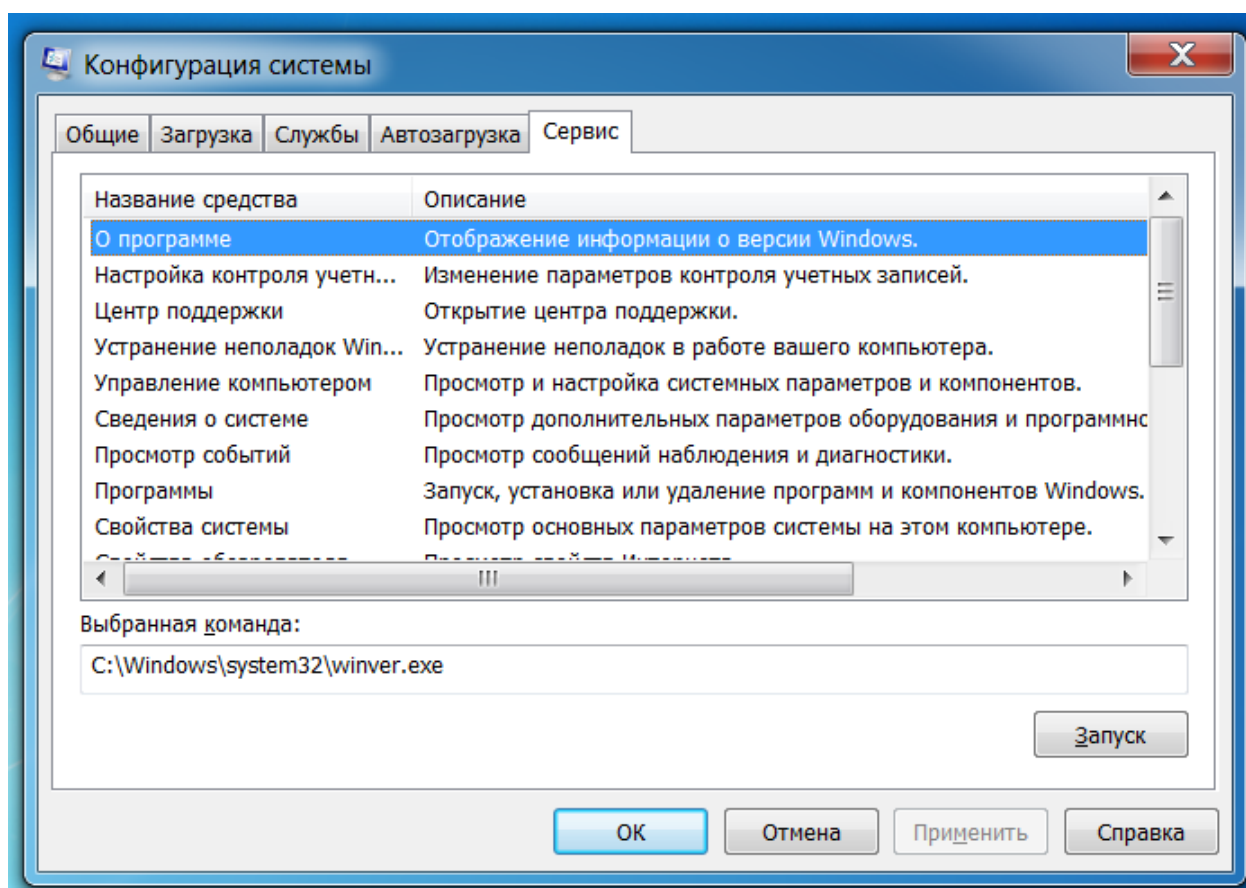 Конфигурация системы
Общие Загрузка Службы Автозагрузка Сервис
Название средства Описание
О программе Отображение информации о версии Windows.
Настройка контроля учетн... Изменение параметров контроля учетных записей.
Центр поддержки Открытие центра поддержки.
Устранение неполадок Win... Устранение неполадок в работе вашего компьютера.
Управление компьютером Просмотр и настройка системных параметров и компонентов.
Сведения о системе Просмотр дополнительных параметров оборудования и программно
Просмотр событий Просмотр сообщений наблюдения и диагностики.
Программы Запуск, установка или удаление программ и компонентов Windows.
Свойства системы Просмотр основных параметров системы на этом компьютере.
Выбранная команда:
C:\Windows\system32\winver.exe
Запуск
ОК Отмена Применить Справка